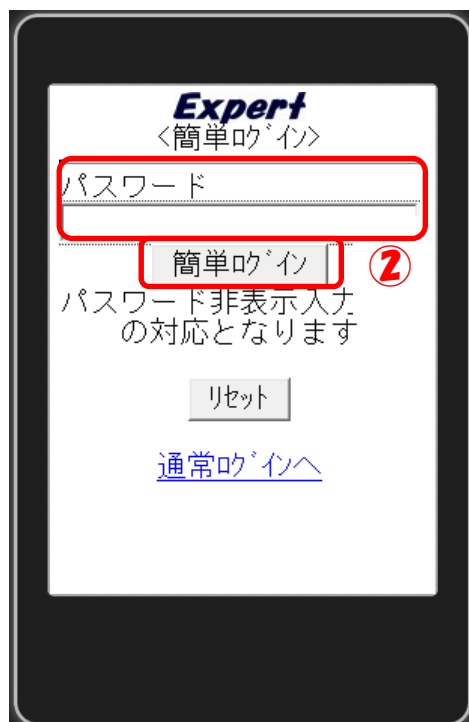 Expert
<簡単ﾛｸﾞｲﾝ>
パスワード
簡単ﾛｸﾞｲﾝ
②
パスワード非表示入力
の対応となります
ﾘｾｯﾄ
通常ﾛｸﾞｲﾝへ